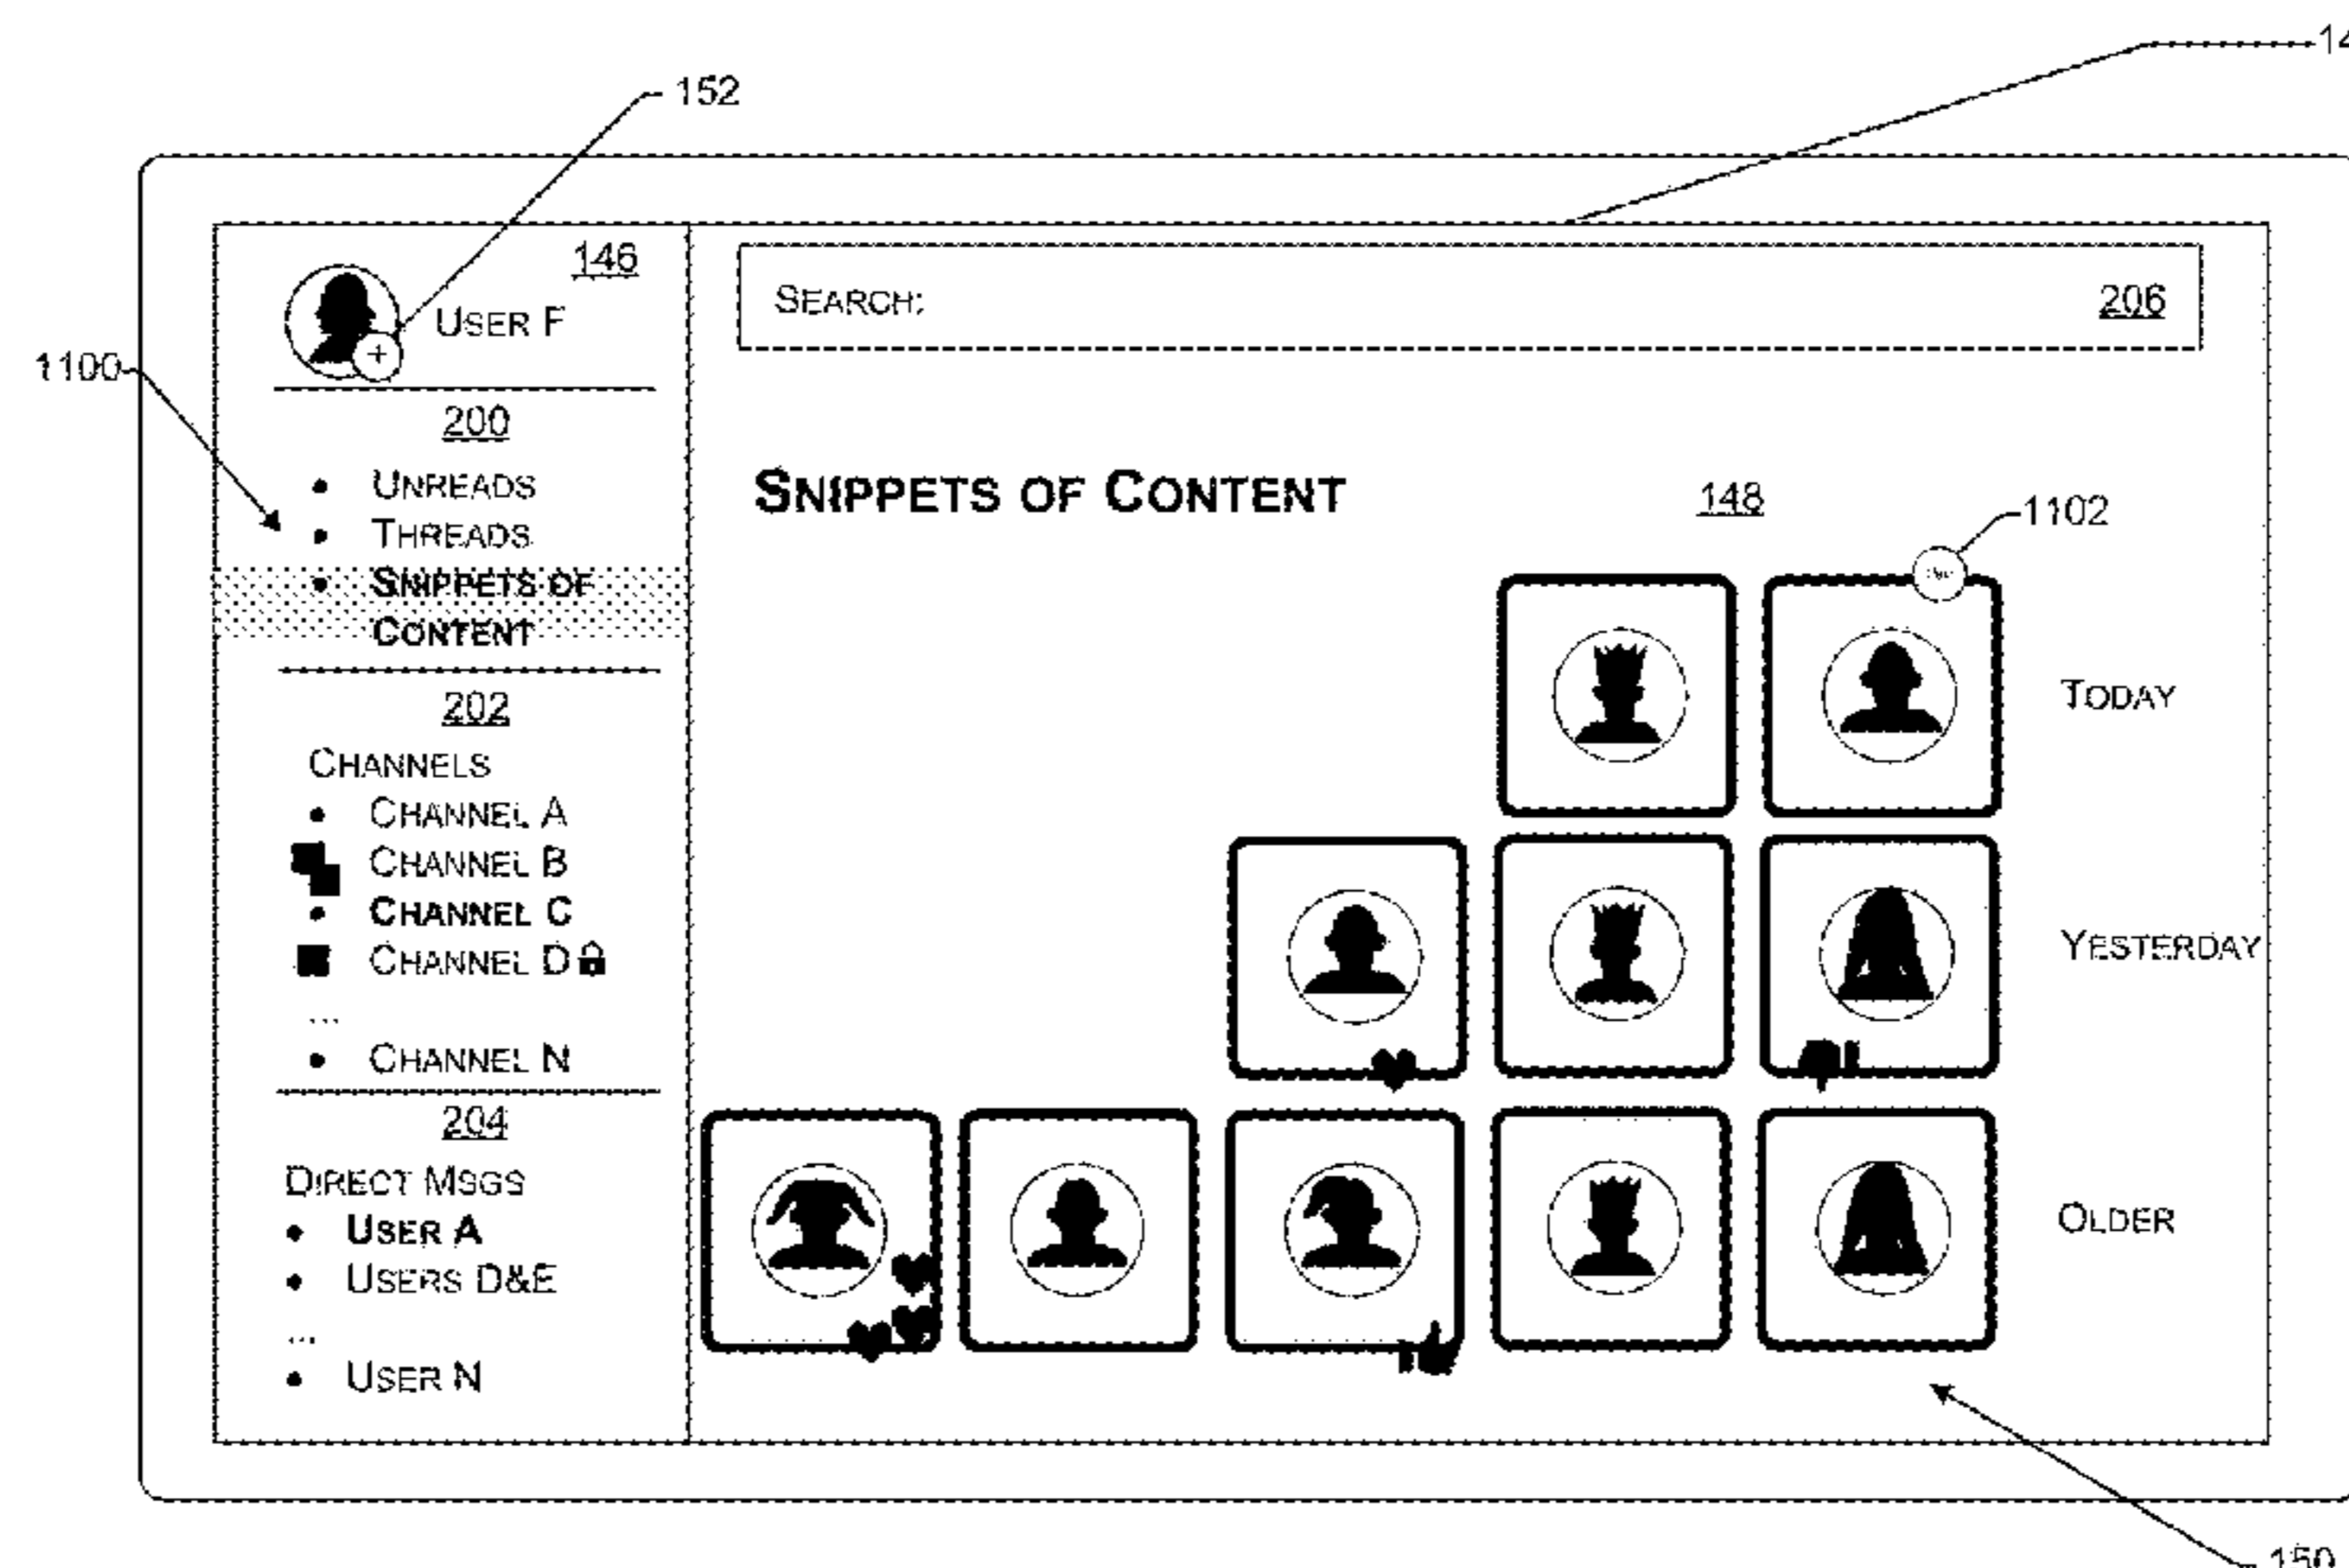 152
146
USER F
+
1100
200
• UNREADS
• THREADS
• SNIPPETS OF
CONTENT
202
CHANNELS
• CHANNEL A
CHANNEL B
• CHANNEL C
CHANNEL D
...
• CHANNEL N
204
DIRECT MSGS
• USER A
• USERS D&E
...
• USER N
SEARCH:
206
SNIPPETS OF CONTENT
148
1102
TODAY
YESTERDAY
OLDER
150